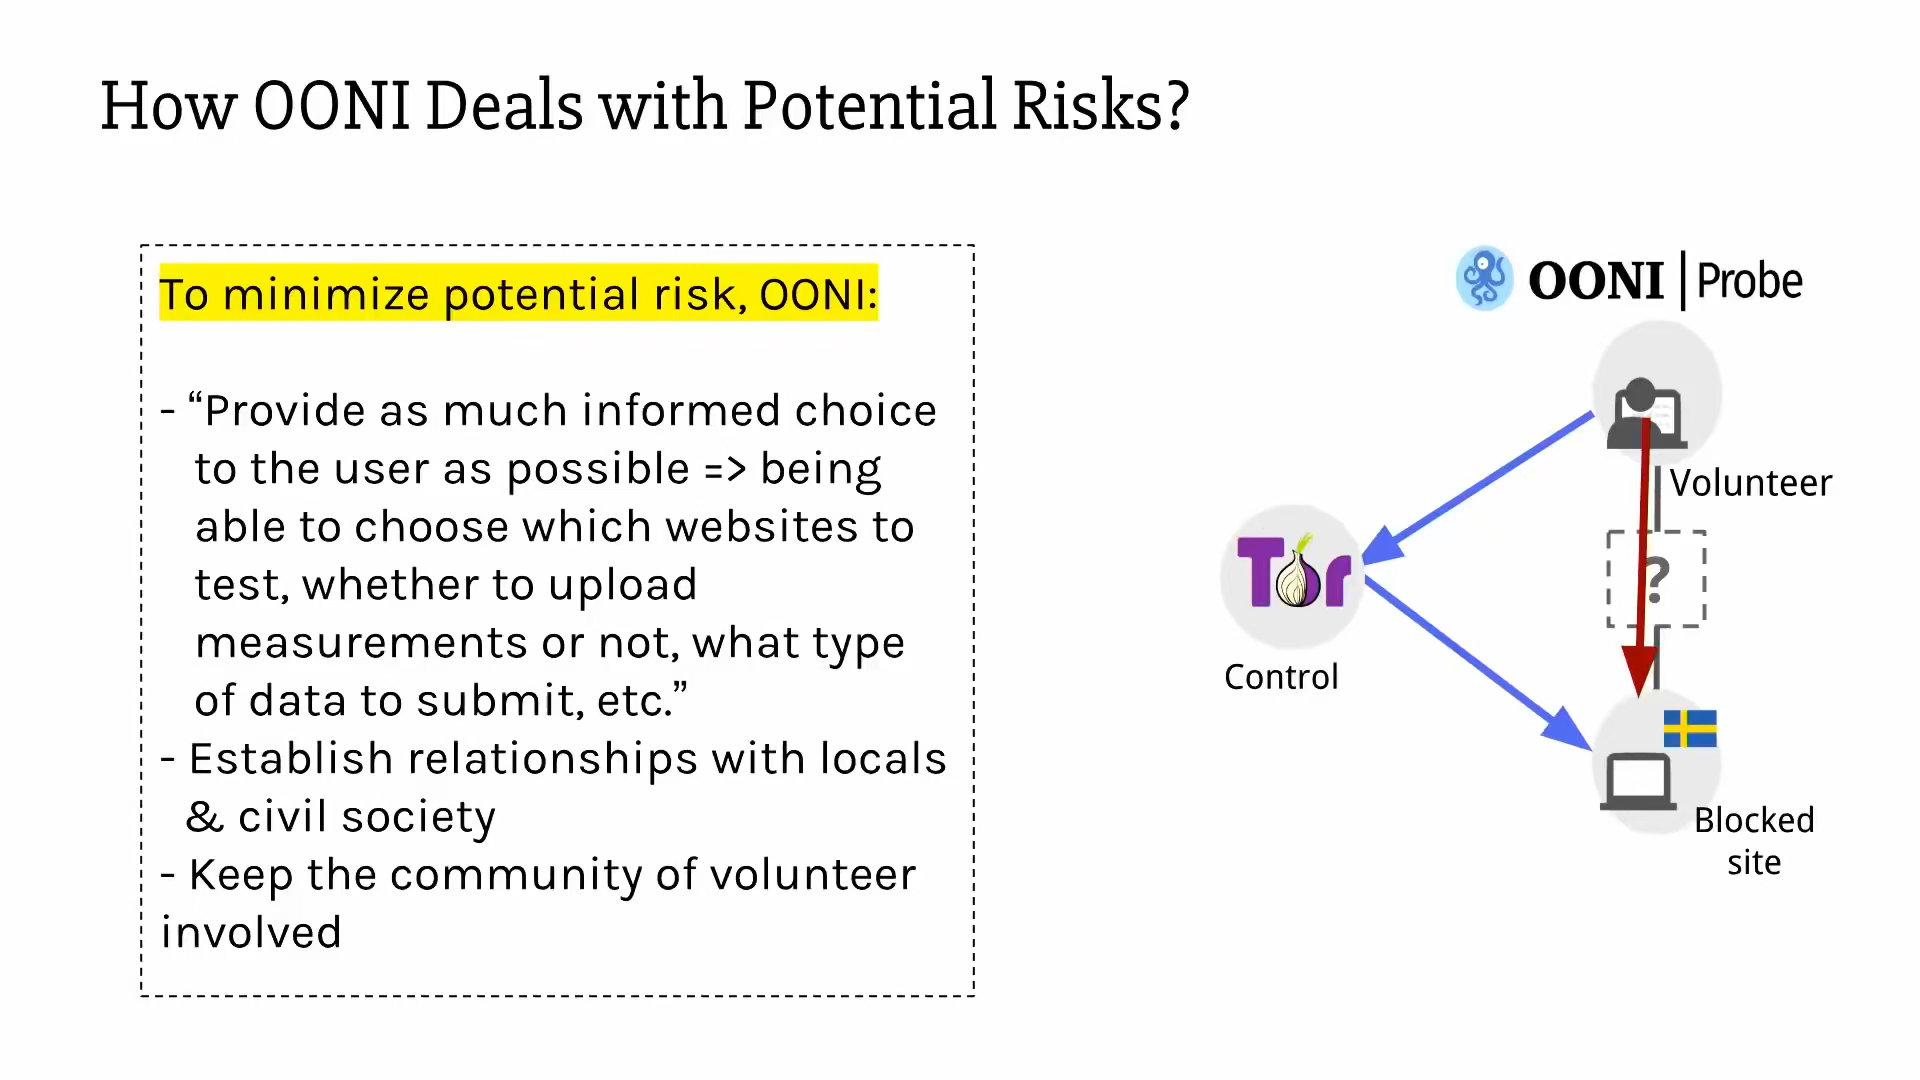 How OONI Deals with Potential Risks?
To minimize potential risk, OONI:
- “Provide as much informed choice
to the user as possible => being
able to choose which websites to
test, whether to upload
measurements or not, what type
of data to submit, etc.”
- Establish relationships with locals
& civil society
- Keep the community of volunteer
involved
OONI | Probe
Volunteer
?
Tor
Control
Blocked
site